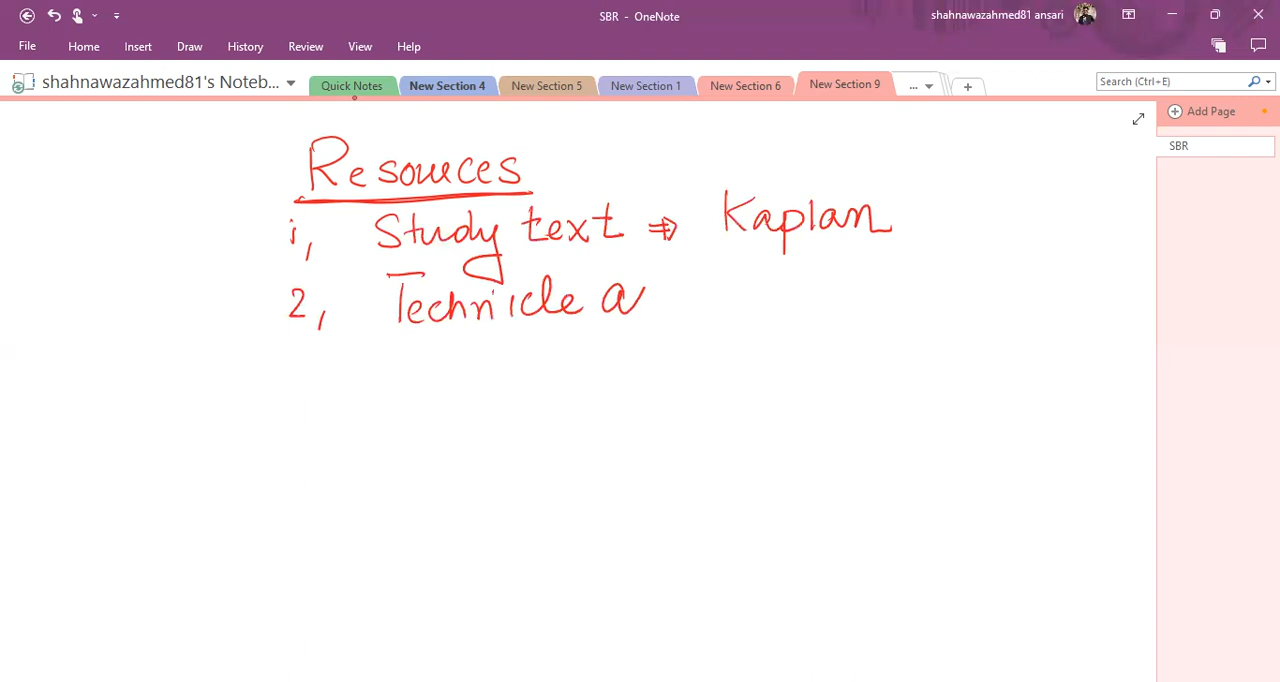 SBR - OneNote
shahnawazahmed81 ansari
File Home Insert Draw History Review View Help
shahnawazahmed81's Noteb...
Quick Notes New Section 4 New Section 5 New Section 1 New Section 6 New Section 9 ... +
Search (Ctrl+E)
Add Page
SBR
Resources
i, Study text ⇒ Kaplan
2, Technicle a